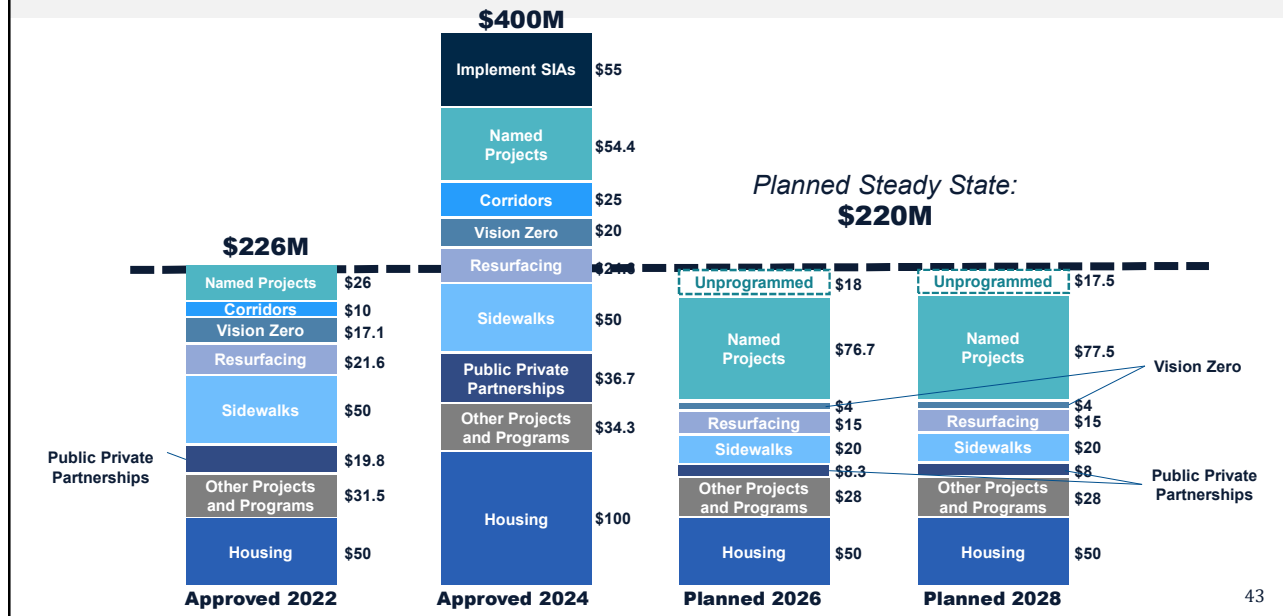 $400M
Implement SIAs $55
Named
Projects
$54.4
Corridors $25
Vision Zero $20
Resurfacing
Sidewalks $50
Public Private
Partnerships
$36.7
Other Projects
and Programs
$34.3
Housing $100
Approved 2024
$226M
Named Projects $26
Corridors $10
Vision Zero $17.1
Resurfacing $21.6
Sidewalks $50
Public Private
Partnerships
$19.8
Other Projects
and Programs
$31.5
Housing $50
Approved 2022
Planned Steady State:
$220M
Unprogrammed $18
Named
Projects
$76.7
$4
Resurfacing $15
Sidewalks $20
$8.3
Other Projects
and Programs
$28
Housing $50
Planned 2026
Unprogrammed $17.5
Named
Projects
$77.5
Vision Zero
$4
Resurfacing $15
Sidewalks $20
$8
Public Private
Partnerships
Other Projects
and Programs
$28
Housing $50
Planned 2028
43